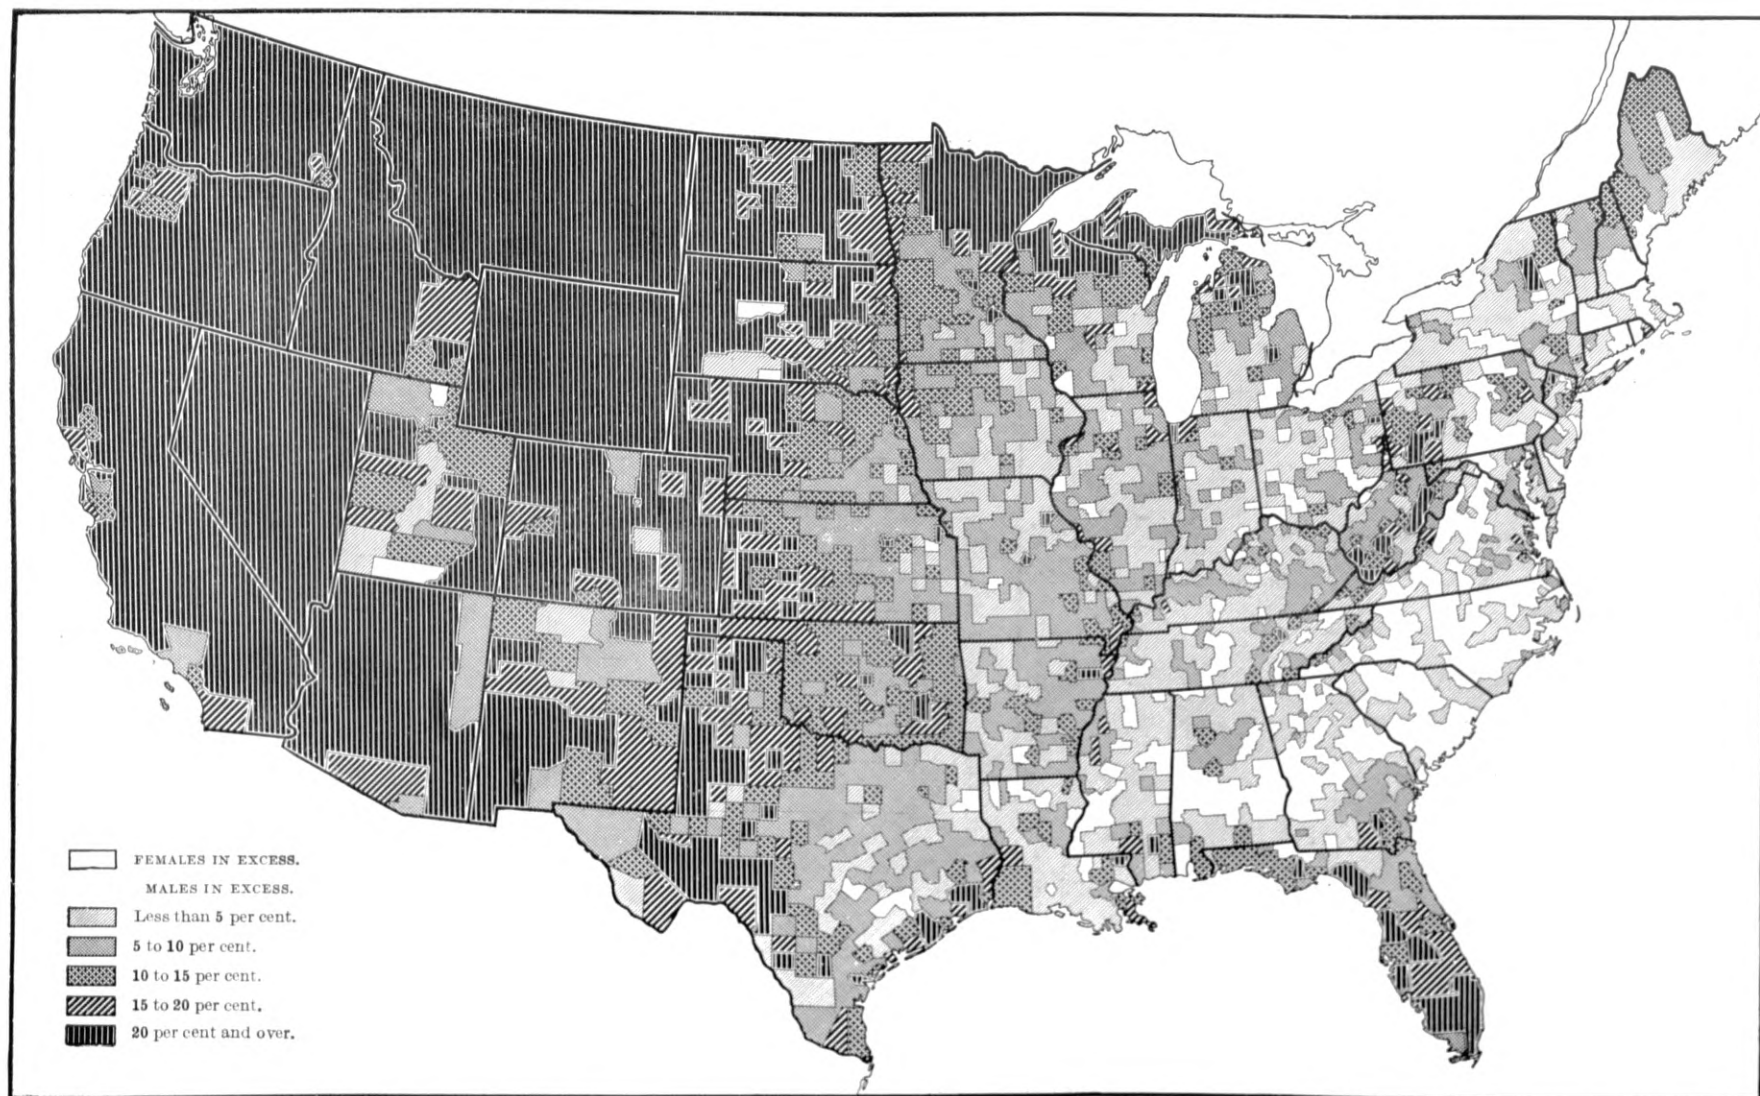 FEMALES IN EXCESS.
MALES IN EXCESS.
Less than 5 per cent.
5 to 10 per cent.
10 to 15 per cent.
15 to 20 per cent.
20 per cent and over.